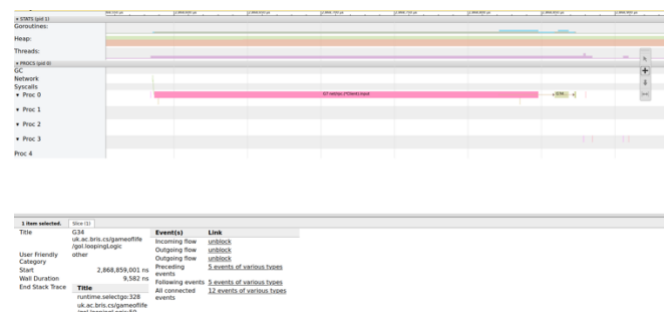 STATS (pid 1)
Goroutines:
Heap:
Threads:
PROCS (pid 0)
GC
Network
Syscalls
Proc 0
Proc 1
Proc 2
Proc 3
Proc 4
1 item selected. Slice (1)
Title G34
uk.ac.bris.cs/gameoflife
/gol.loopingLogic
User Friendly other
Category
Start 2,868,859,001 ns
Wall Duration 9,582 ns
End Stack Trace Title
runtime.selectgo:328
uk.ac.bris.cs/gameoflife
Event(s) Link
Incoming flow unblock
Outgoing flow unblock
Outgoing flow unblock
Preceding 5 events of various types
events
Following events 5 events of various types
All connected 12 events of various types
events